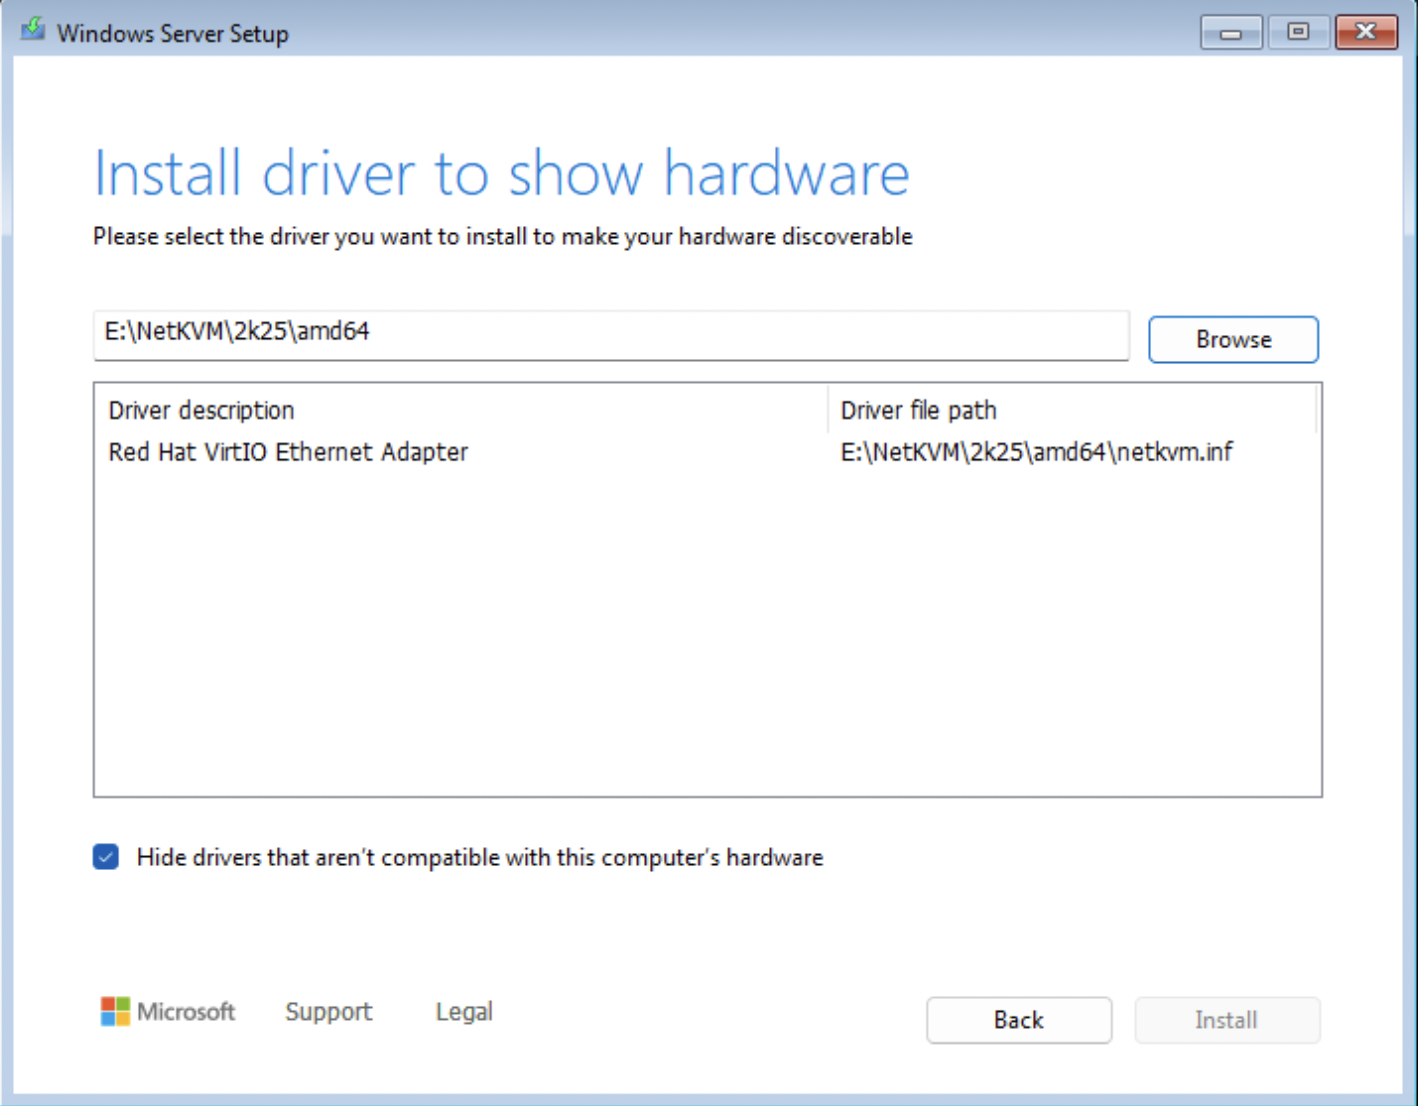 Windows Server Setup
Install driver to show hardware
Please select the driver you want to install to make your hardware discoverable
E:\NetKVM\2k25\amd64
Browse
Driver description Driver file path
Red Hat VirtIO Ethernet Adapter E:\NetKVM\2k25\amd64\netkvm.inf
Hide drivers that aren't compatible with this computer's hardware
Microsoft Support Legal
Back Install